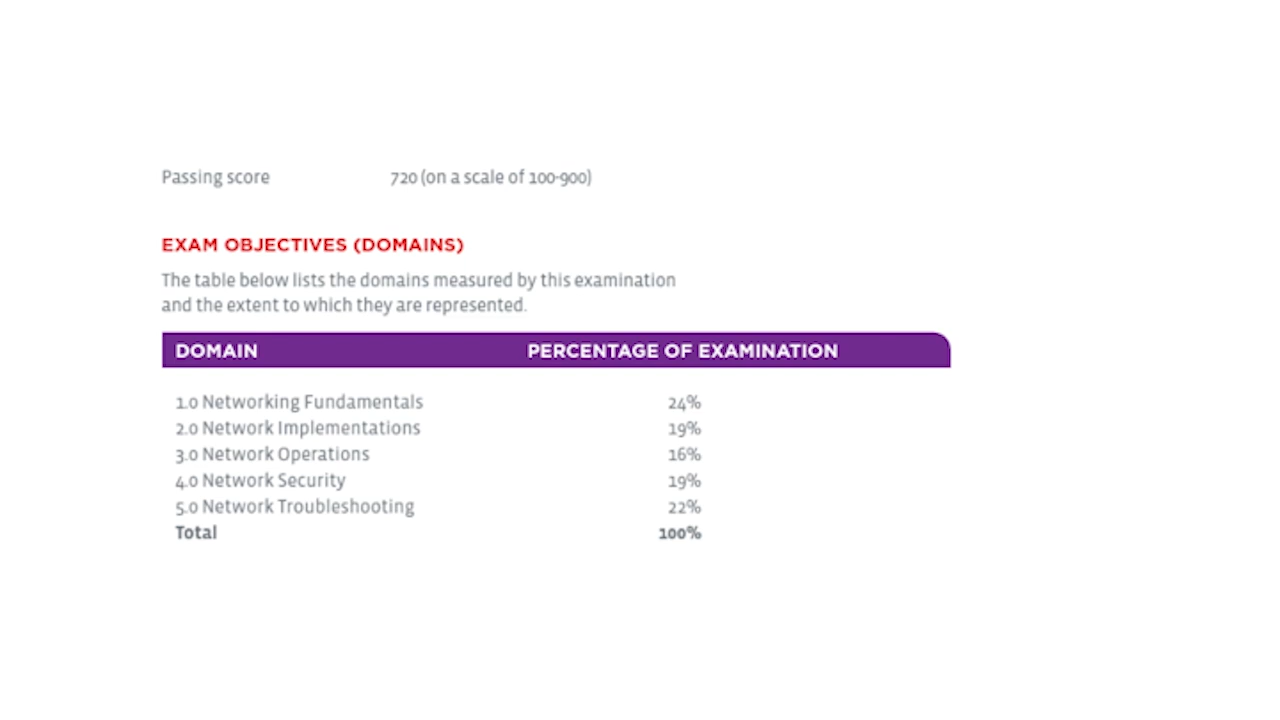 Passing score 720 (on a scale of 100-900)
EXAM OBJECTIVES (DOMAINS)
The table below lists the domains measured by this examination
and the extent to which they are represented.
DOMAIN PERCENTAGE OF EXAMINATION
1.0 Networking Fundamentals 24%
2.0 Network Implementations 19%
3.0 Network Operations 16%
4.0 Network Security 19%
5.0 Network Troubleshooting 22%
Total 100%